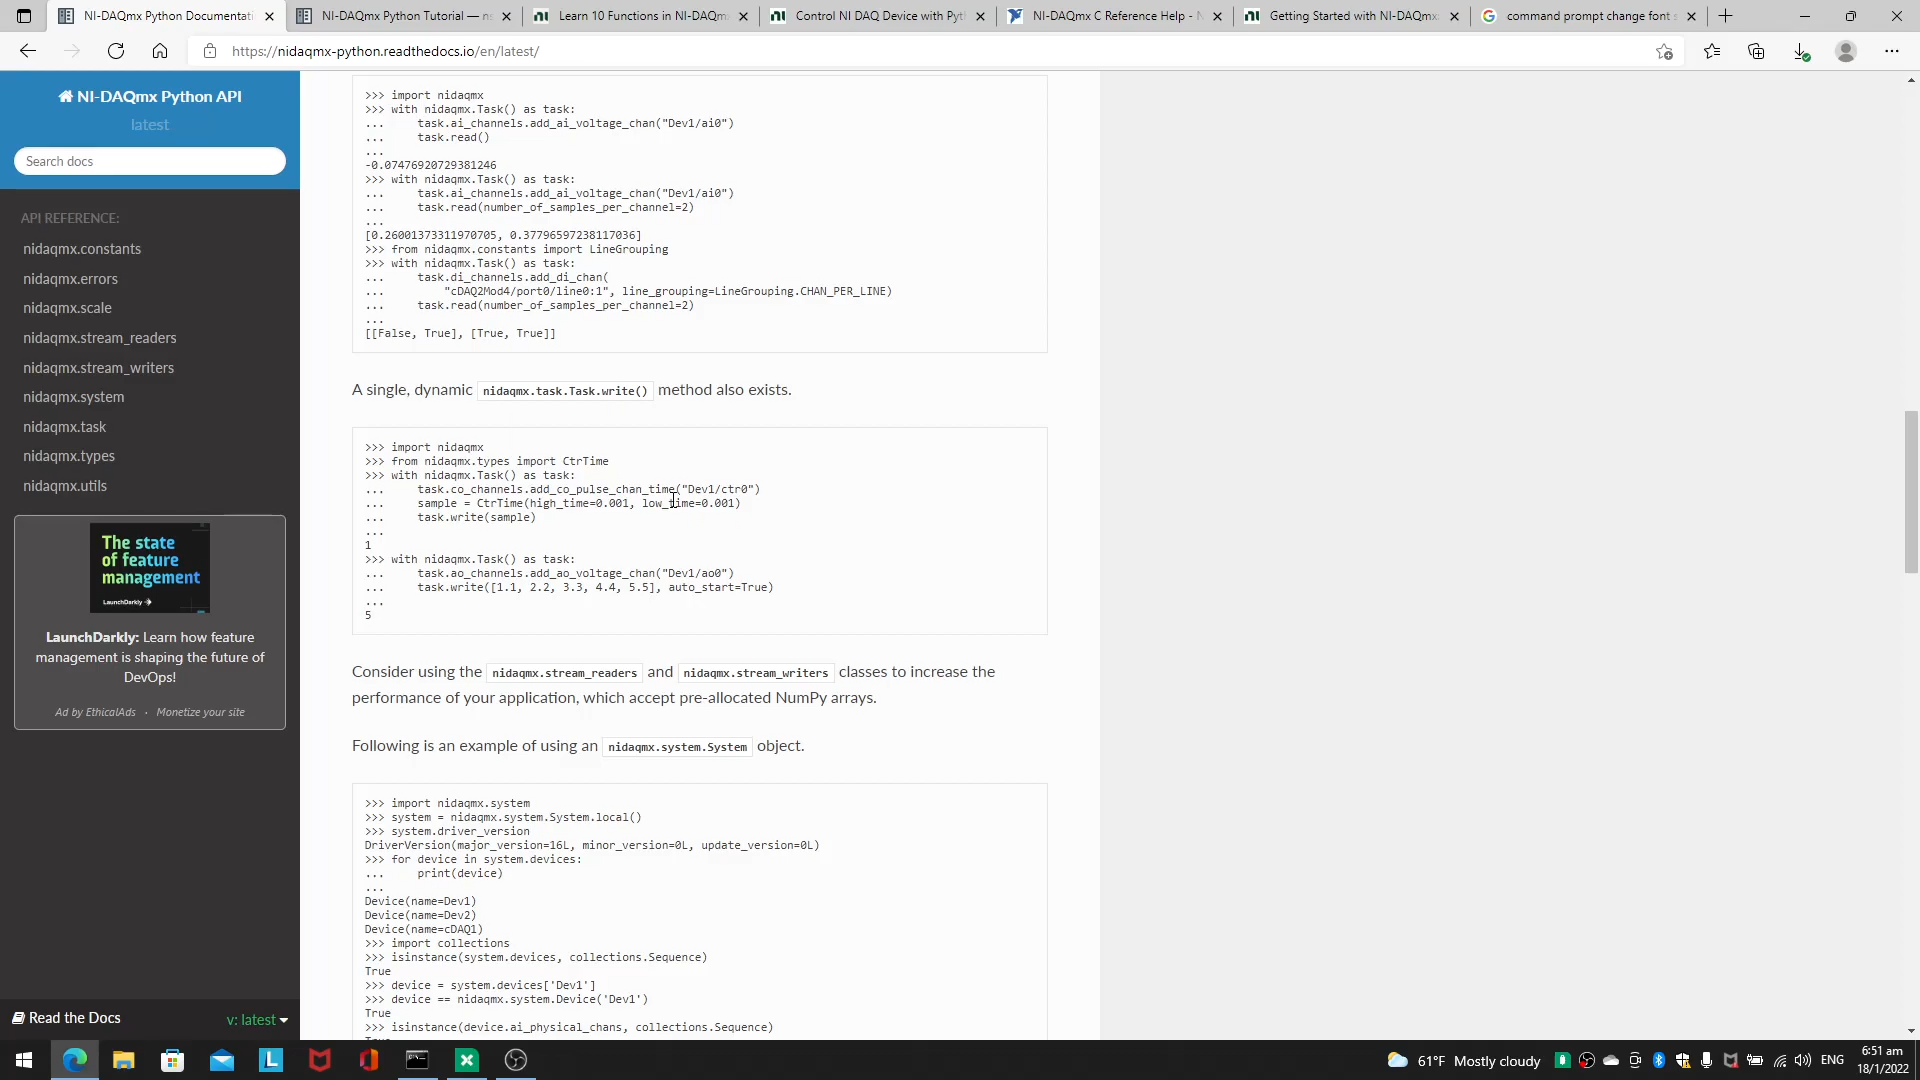 NI-DAQmx Python Documentati
NI-DAQmx Python Tutorial — n
Learn 10 Functions in NI-DAQm
Control NI DAQ Device with Pyt
NI-DAQmx C Reference Help - N
Getting Started with NI-DAQmx
command prompt change font s
https://nidaqmx-python.readthedocs.io/en/latest/
NI-DAQmx Python API
latest
Search docs
API REFERENCE:
nidaqmx.constants
nidaqmx.errors
nidaqmx.scale
nidaqmx.stream_readers
nidaqmx.stream_writers
nidaqmx.system
nidaqmx.task
nidaqmx.types
nidaqmx.utils
The state
of feature
management
LaunchDarkly
LaunchDarkly: Learn how feature
management is shaping the future of
DevOps!
Ad by EthicalAds · Monetize your site
Read the Docs
v: latest
>>> import nidaqmx
>>> with nidaqmx.Task() as task:
...     task.ai_channels.add_ai_voltage_chan("Dev1/ai0")
...     task.read()
...
-0.07476920729381246
>>> with nidaqmx.Task() as task:
...     task.ai_channels.add_ai_voltage_chan("Dev1/ai0")
...     task.read(number_of_samples_per_channel=2)
...
[0.26001373311970705, 0.37796597238117036]
>>> from nidaqmx.constants import LineGrouping
>>> with nidaqmx.Task() as task:
...     task.di_channels.add_di_chan(
...         "cDAQ2Mod4/port0/line0:1", line_grouping=LineGrouping.CHAN_PER_LINE)
...     task.read(number_of_samples_per_channel=2)
...
[[False, True], [True, True]]
A single, dynamic nidaqmx.task.Task.write() method also exists.
>>> import nidaqmx
>>> from nidaqmx.types import CtrTime
>>> with nidaqmx.Task() as task:
...     task.co_channels.add_co_pulse_chan_time("Dev1/ctr0")
...     sample = CtrTime(high_time=0.001, low_time=0.001)
...     task.write(sample)
...
1
>>> with nidaqmx.Task() as task:
...     task.ao_channels.add_ao_voltage_chan("Dev1/ao0")
...     task.write([1.1, 2.2, 3.3, 4.4, 5.5], auto_start=True)
...
5
Consider using the nidaqmx.stream_readers and nidaqmx.stream_writers classes to increase the
performance of your application, which accept pre-allocated NumPy arrays.
Following is an example of using an nidaqmx.system.System object.
>>> import nidaqmx.system
>>> system = nidaqmx.system.System.local()
>>> system.driver_version
DriverVersion(major_version=16L, minor_version=0L, update_version=0L)
>>> for device in system.devices:
...     print(device)
...
Device(name=Dev1)
Device(name=Dev2)
Device(name=cDAQ1)
>>> import collections
>>> isinstance(system.devices, collections.Sequence)
True
>>> device = system.devices['Dev1']
>>> device == nidaqmx.system.Device('Dev1')
True
>>> isinstance(device.ai_physical_chans, collections.Sequence)
61°F Mostly cloudy
ENG
6:51 am
18/1/2022